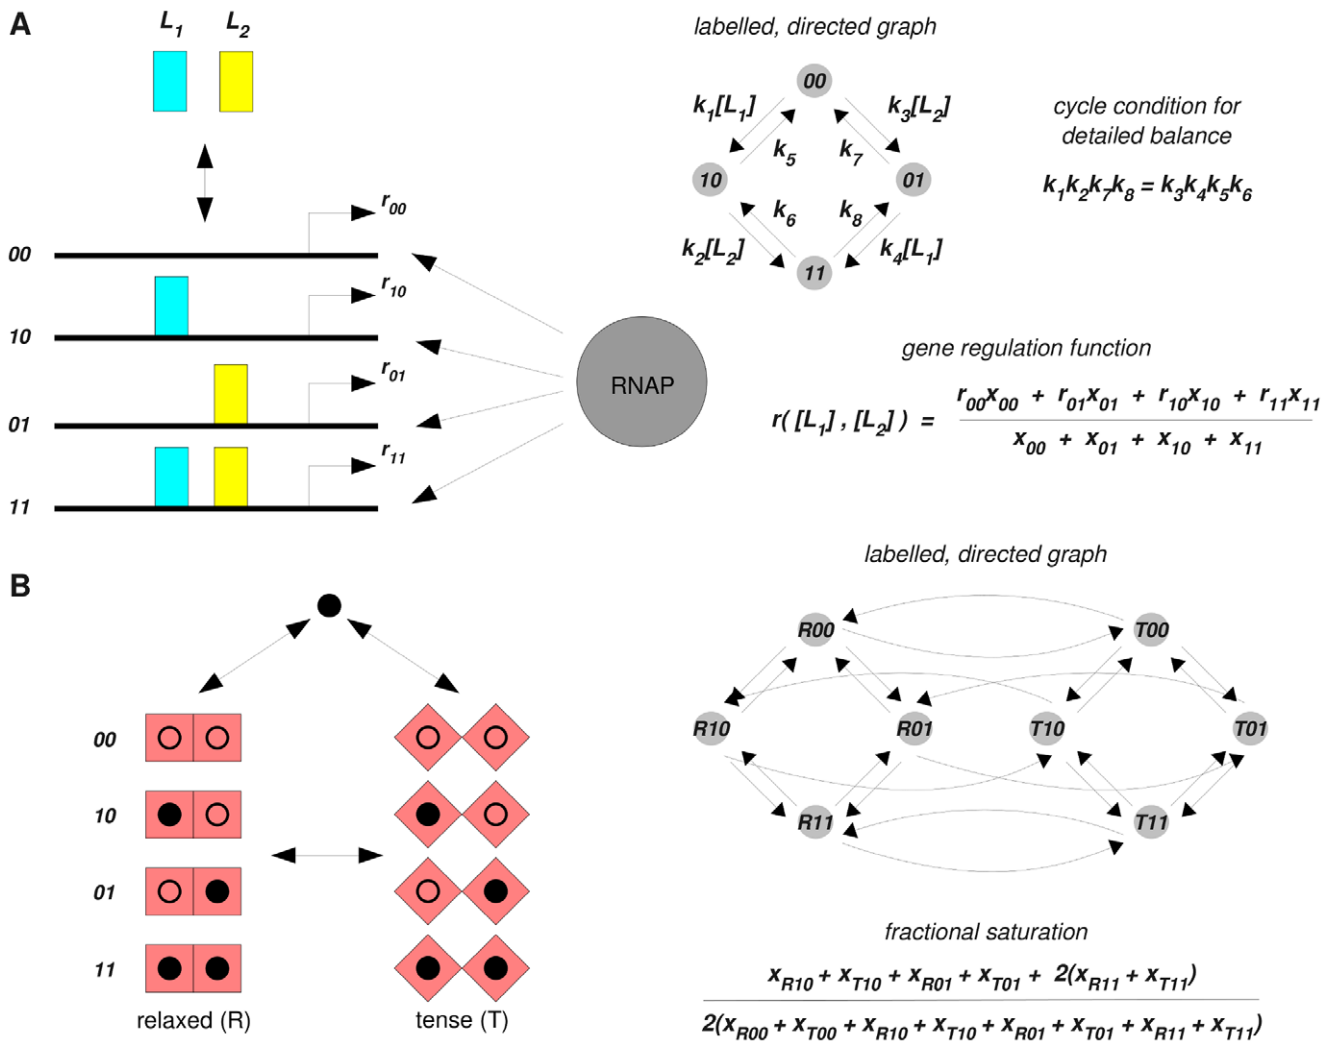 A
L1 L2
r00
00
r10
10
r01
01
r11
11
RNAP
labelled, directed graph
00
k1[L1] k3[L2]
k5 k7
10 01
k6 k8
k2[L2] k4[L1]
11
cycle condition for
detailed balance
k1k2k7k8 = k3k4k5k6
gene regulation function
r( [L1] , [L2] ) = r00x00 + r01x01 + r10x10 + r11x11
x00 + x01 + x10 + x11
B
00
10
01
11
relaxed (R) tense (T)
labelled, directed graph
R00 T00
R10 R01 T10 T01
R11 T11
fractional saturation
xR10 + xT10 + xR01 + xT01 + 2(xR11 + xT11)
2(xR00 + xT00 + xR10 + xT10 + xR01 + xT01 + xR11 + xT11)